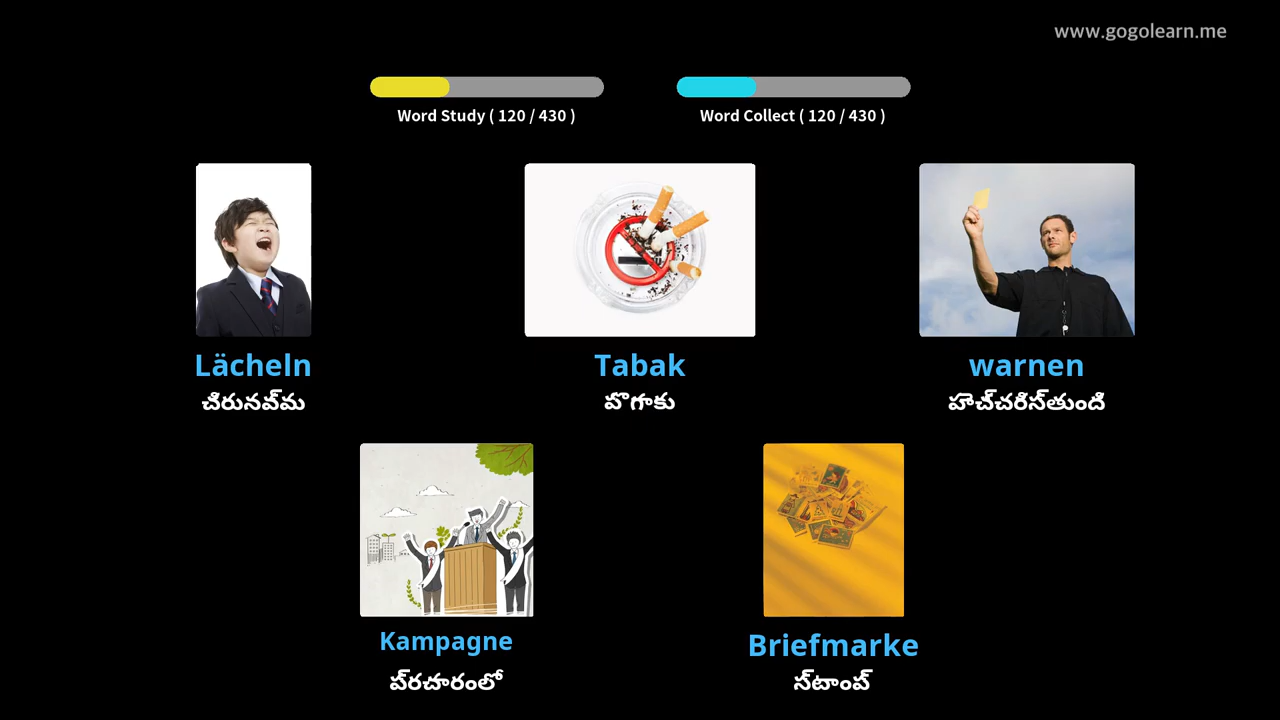 www.gogolearn.me
Word Study ( 120 / 430 )
Word Collect ( 120 / 430 )
Lächeln
చిరునవ్వు
Tabak
పొగాకు
warnen
హెచ్చరిస్తుంది
Kampagne
ప్రచారంలో
Briefmarke
స్టాంప్